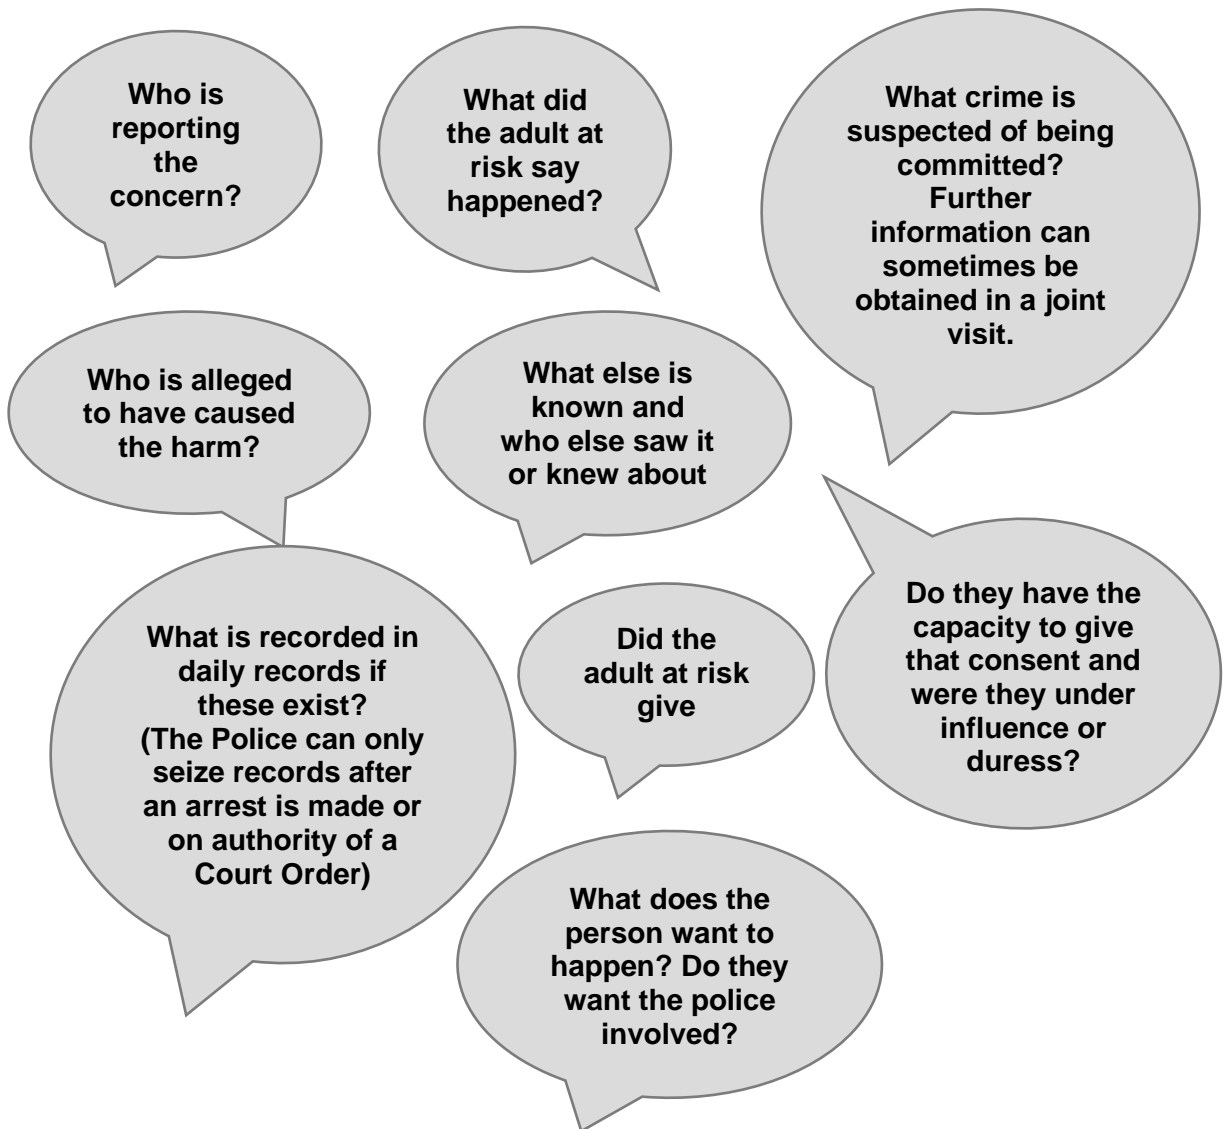 Who is
reporting
the
concern?
What did
the adult at
risk say
happened?
What crime is
suspected of being
committed?
Further
information can
sometimes be
obtained in a joint
visit.
Who is alleged
to have caused
the harm?
What else is
known and
who else saw it
or knew about
What is recorded in
daily records if
these exist?
(The Police can only
seize records after
an arrest is made or
on authority of a
Court Order)
Did the
adult at risk
give
Do they have the
capacity to give
that consent and
were they under
influence or
duress?
What does the
person want to
happen? Do they
want the police
involved?